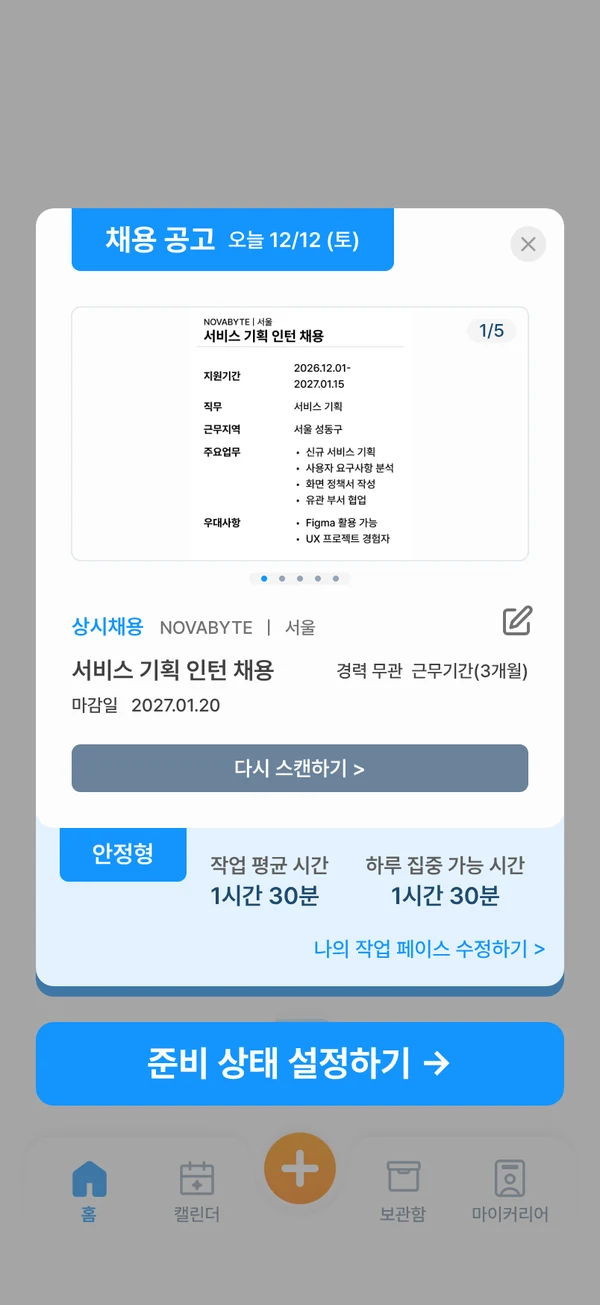 채용 공고 오늘 12/12 (토)
1/5
NOVABYTE | 서울
서비스 기획 인턴 채용
지원기간 2026.12.01-
2027.01.15
직무 서비스 기획
근무지역 서울 성동구
주요업무 • 신규 서비스 기획
• 사용자 요구사항 분석
• 화면 정책서 작성
• 유관 부서 협업
우대사항 • Figma 활용 가능
• UX 프로젝트 경험자
상시채용 NOVABYTE | 서울
서비스 기획 인턴 채용 경력 무관 근무기간(3개월)
마감일 2027.01.20
다시 스캔하기 >
안정형 작업 평균 시간 하루 집중 가능 시간
1시간 30분 1시간 30분
나의 작업 페이스 수정하기 >
준비 상태 설정하기 →
홈 캘린더 보관함 마이커리어